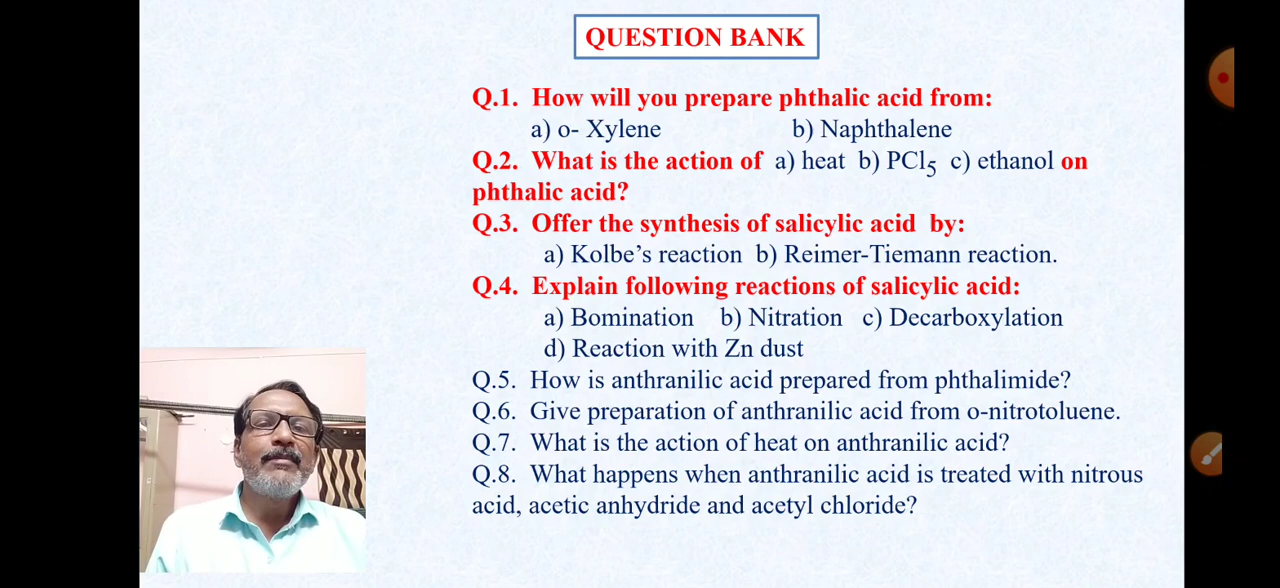 QUESTION BANK
Q.1. How will you prepare phthalic acid from:
a) o- Xylene b) Naphthalene
Q.2. What is the action of a) heat b) PCl5 c) ethanol on
phthalic acid?
Q.3. Offer the synthesis of salicylic acid by:
a) Kolbe’s reaction b) Reimer-Tiemann reaction.
Q.4. Explain following reactions of salicylic acid:
a) Bomination b) Nitration c) Decarboxylation
d) Reaction with Zn dust
Q.5. How is anthranilic acid prepared from phthalimide?
Q.6. Give preparation of anthranilic acid from o-nitrotoluene.
Q.7. What is the action of heat on anthranilic acid?
Q.8. What happens when anthranilic acid is treated with nitrous
acid, acetic anhydride and acetyl chloride?